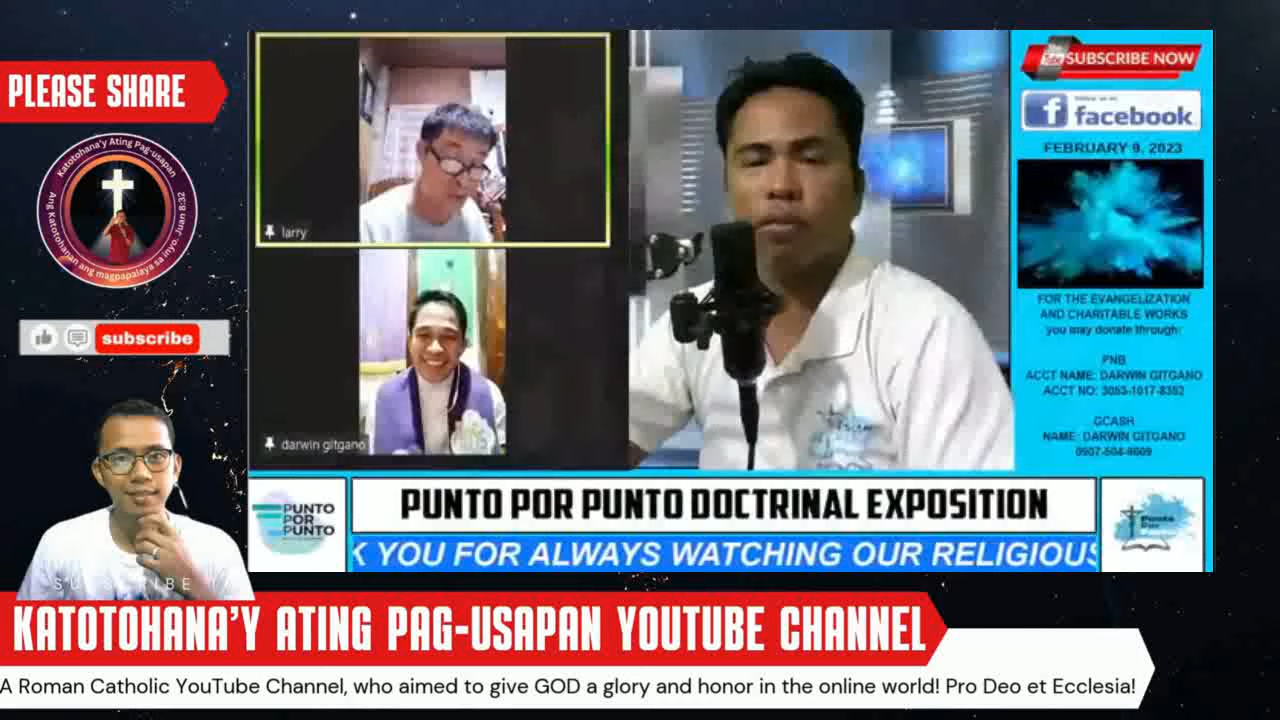 PLEASE SHARE
Katotohana'y Ating Pag-usapan
Ang Katotohanan ang magpapalaya sa inyo. Juan 8:32
subscribe
SUBSCRIBE
larry
darwin gitgano
SUBSCRIBE NOW
facebook
FEBRUARY 9, 2023
FOR THE EVANGELIZATION
AND CHARITABLE WORKS
you may donate through:
PNB
ACCT NAME: DARWIN GITGANO
ACCT NO: 3053-1017-8352
GCASH
NAME: DARWIN GITGANO
PUNTO
POR
PUNTO
PUNTO POR PUNTO DOCTRINAL EXPOSITION
Punto
Por
K YOU FOR ALWAYS WATCHING OUR RELIGIOUS
KATOTOHANA'Y ATING PAG-USAPAN YOUTUBE CHANNEL
A Roman Catholic YouTube Channel, who aimed to give GOD a glory and honor in the online world! Pro Deo et Ecclesia!